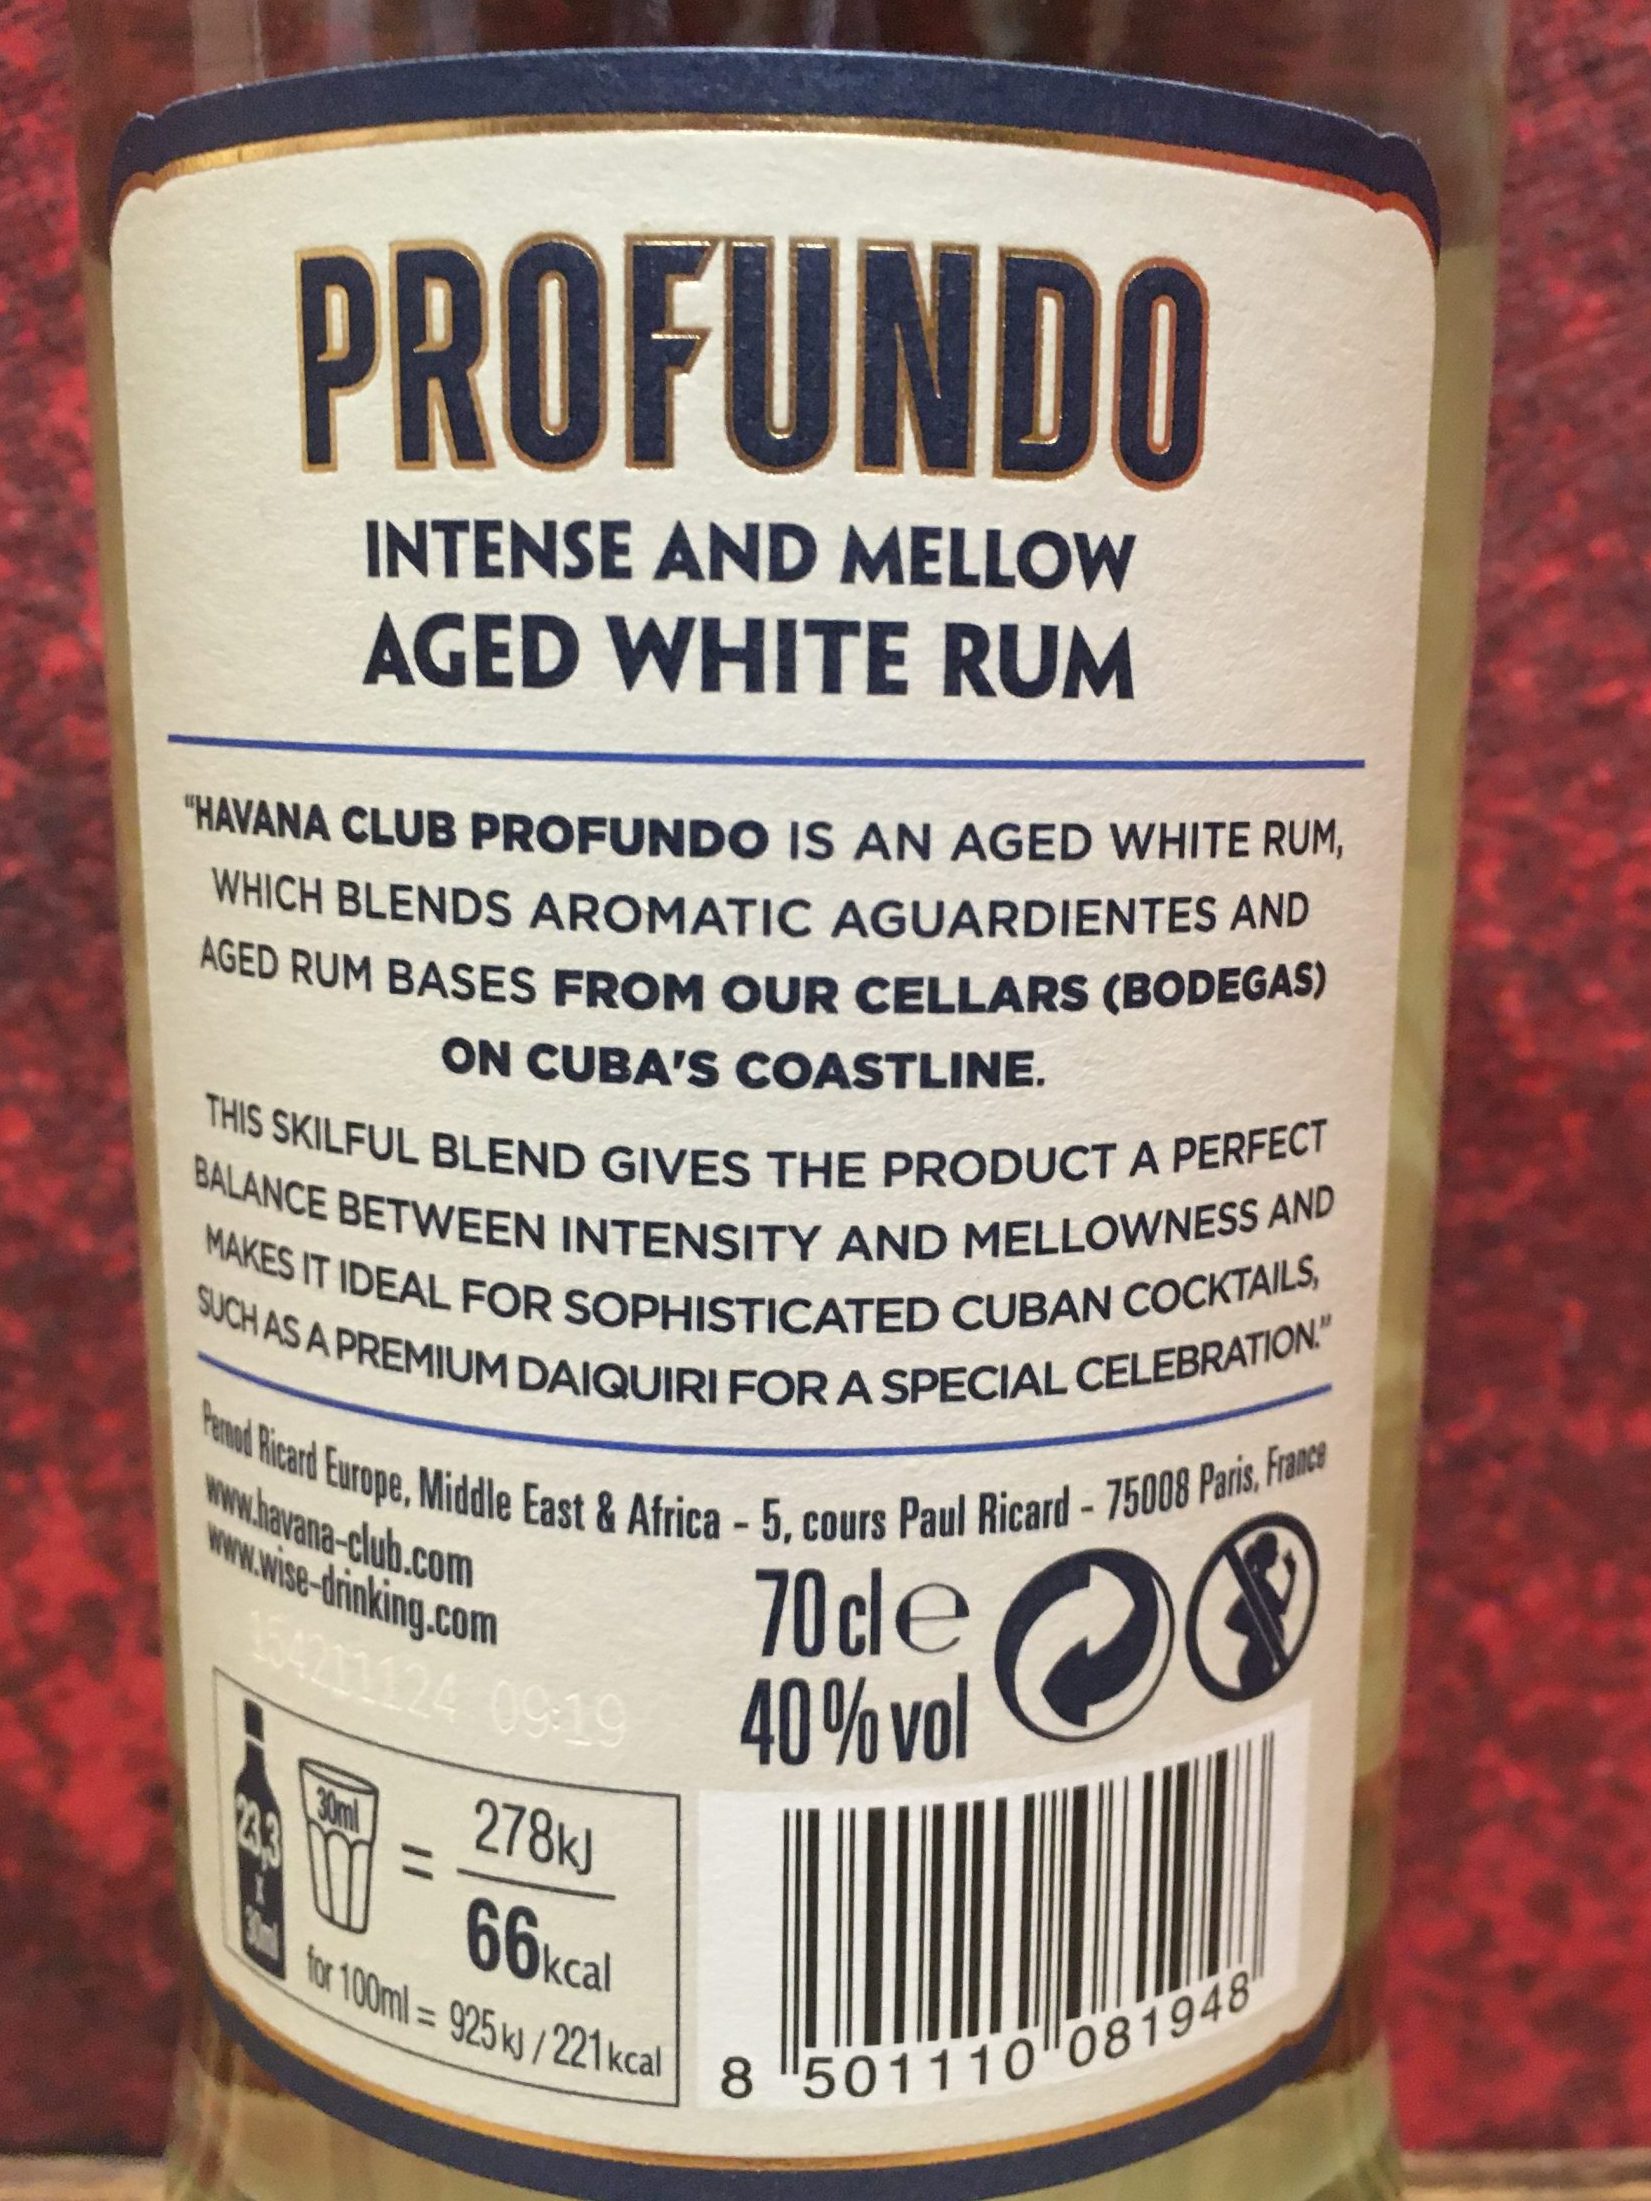 PROFUNDO
INTENSE AND MELLOW
AGED WHITE RUM
"HAVANA CLUB PROFUNDO IS AN AGED WHITE RUM,
WHICH BLENDS AROMATIC AGUARDIENTES AND
AGED RUM BASES FROM OUR CELLARS (BODEGAS)
ON CUBA'S COASTLINE.
THIS SKILFUL BLEND GIVES THE PRODUCT A PERFECT
BALANCE BETWEEN INTENSITY AND MELLOWNESS AND
MAKES IT IDEAL FOR SOPHISTICATED CUBAN COCKTAILS,
SUCH AS A PREMIUM DAIQUIRI FOR A SPECIAL CELEBRATION."
Pernod Ricard Europe, Middle East & Africa - 5, cours Paul Ricard - 75008 Paris, France
www.havana-club.com
www.wise-drinking.com
70 cl e
40 % vol
154211124 09:19
23,3
x
30ml
30ml
=
278kJ
66kcal
for 100ml = 925 kJ / 221 kcal
8 501110 081948